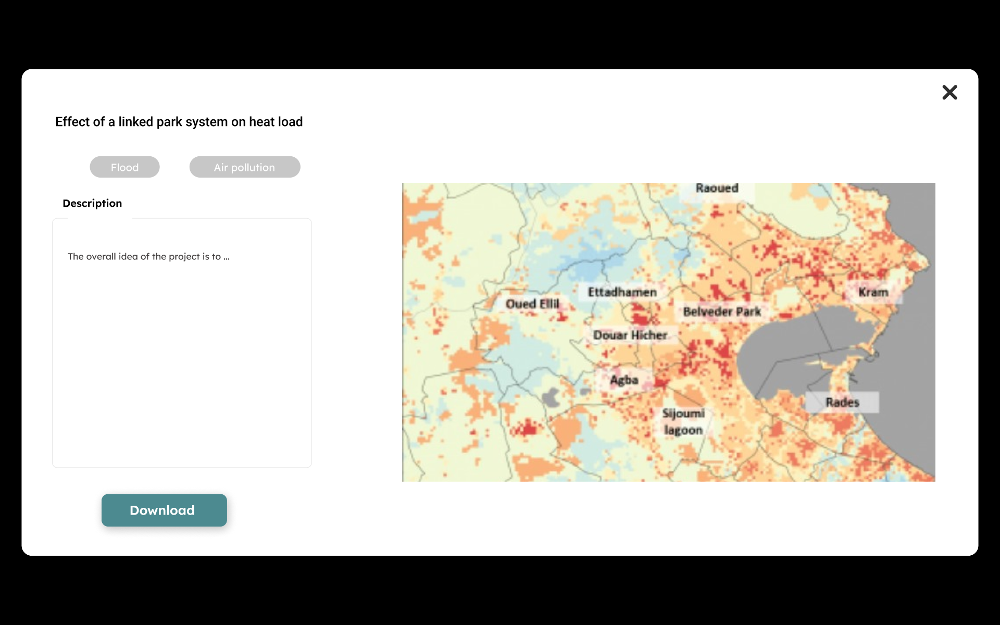 Effect of a linked park system on heat load
Flood
Air pollution
Description
The overall idea of the project is to ...
Download
Raoued
Ettadhamen
Kram
Oued Ellil
Belveder Park
Douar Hicher
Agba
Rades
Sijoumi
lagoon